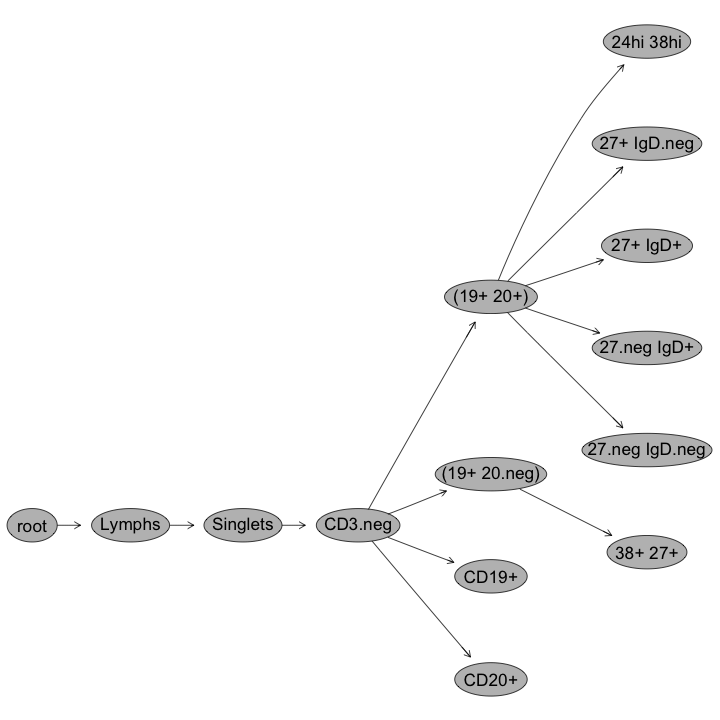 24hi 38hi
27+ IgD.neg
27+ IgD+
(19+ 20+)
27.neg IgD+
27.neg IgD.neg
(19+ 20.neg)
root
Lymphs
Singlets
CD3.neg
38+ 27+
CD19+
CD20+